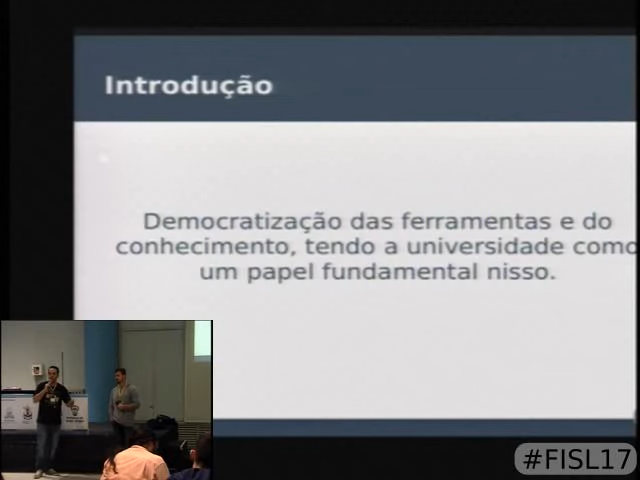 Introdução
Democratização das ferramentas e do
conhecimento, tendo a universidade como
um papel fundamental nisso.
#FISL17